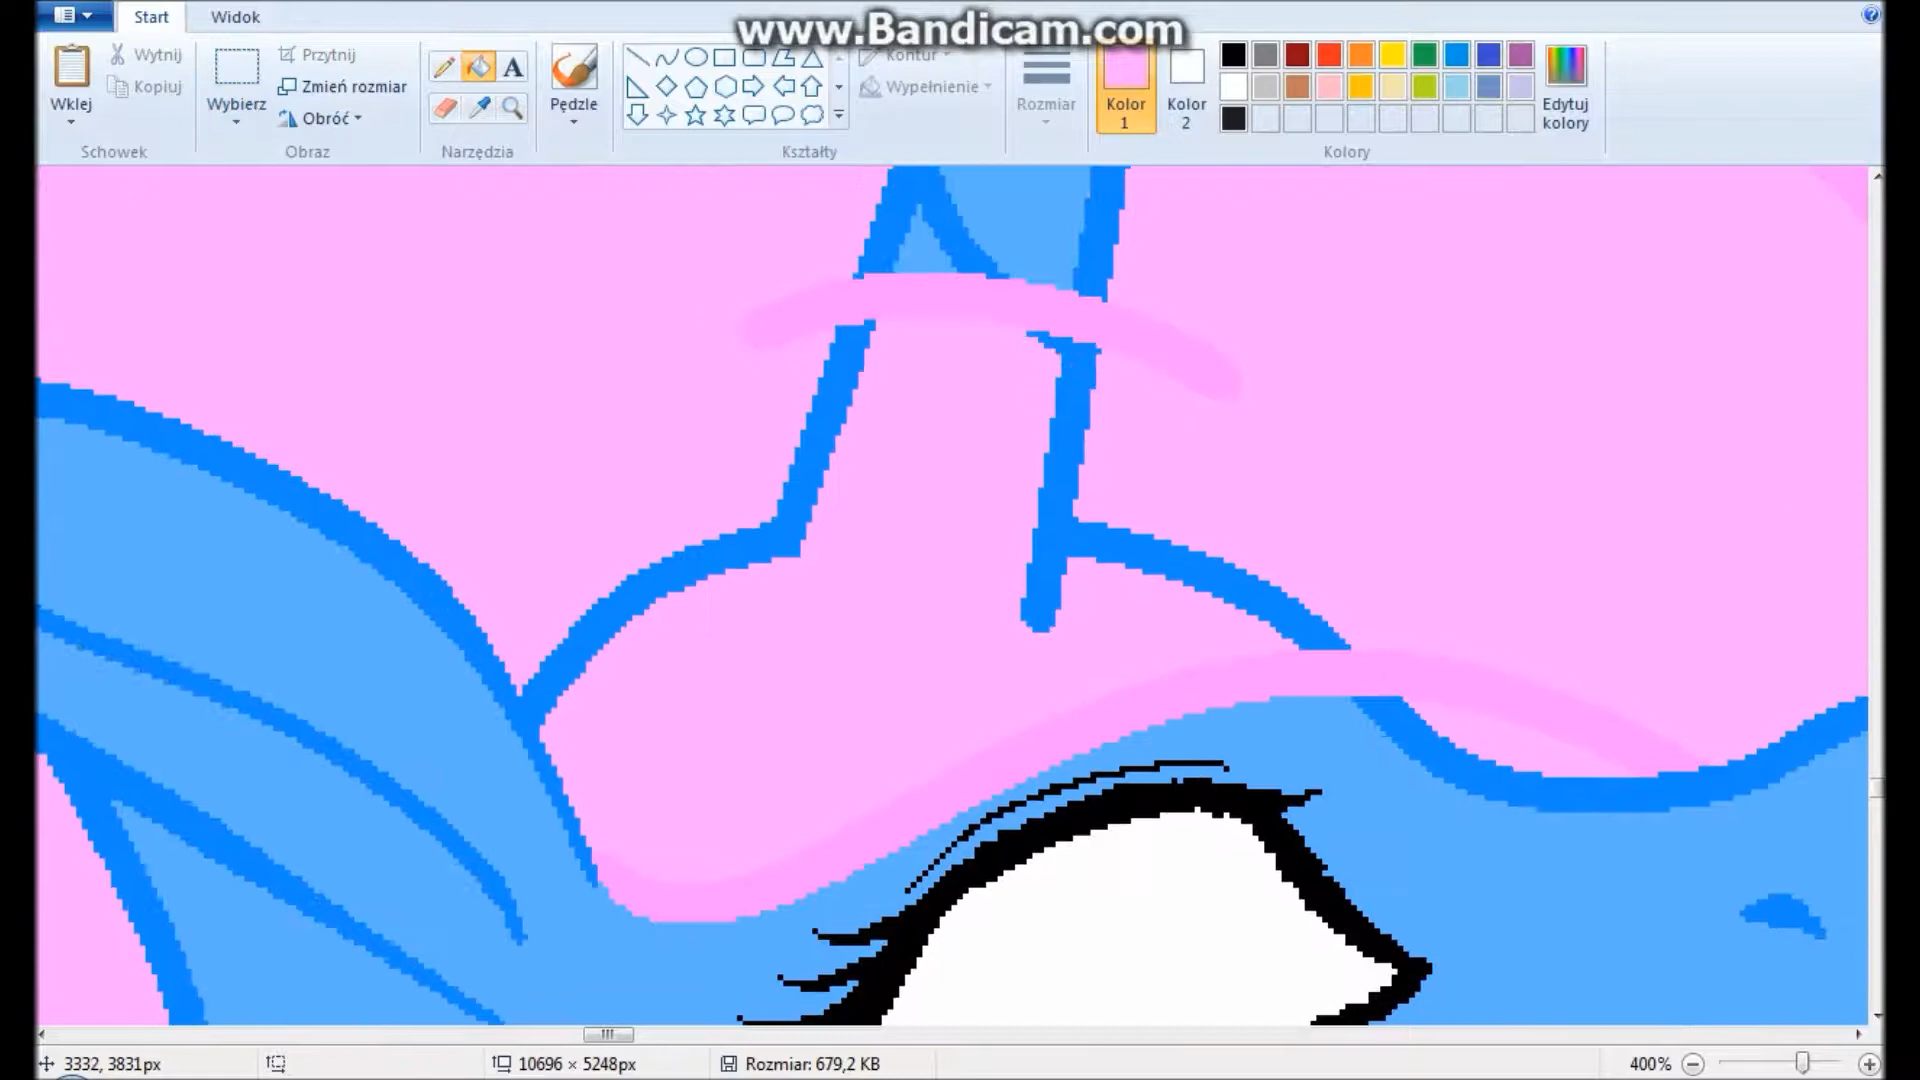 www.Bandicam.com
Start Widok
Wklej
Wytnij
Kopiuj
Schowek
Wybierz
Przytnij
Zmień rozmiar
Obróć
Obraz
A
Narzędzia
Pędzle
Kształty
Kontur
Wypełnienie
Rozmiar
Kolor
1
Kolor
2
Edytuj
kolory
Kolory
3332, 3831px
10696 × 5248px
Rozmiar: 679,2 KB
400%